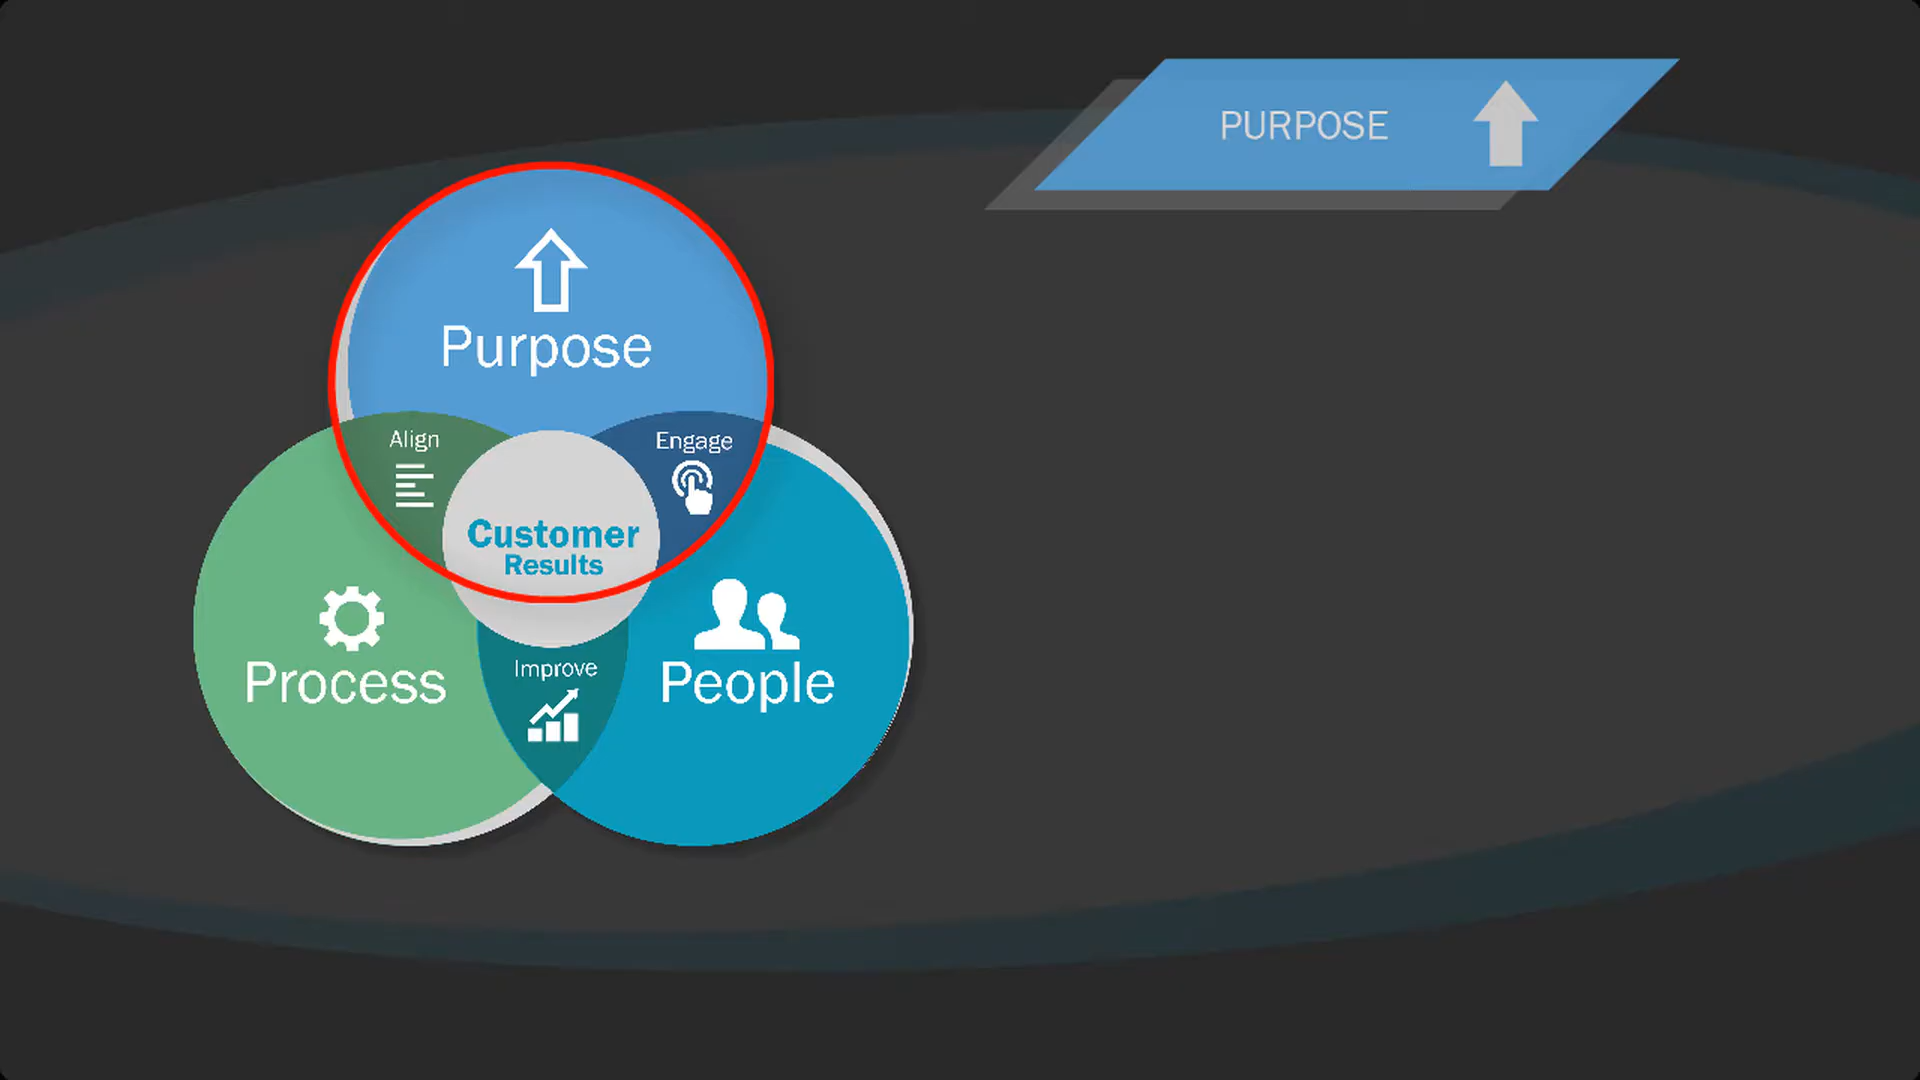 PURPOSE
Purpose
Align
Engage
Customer
Results
Process
Improve
People